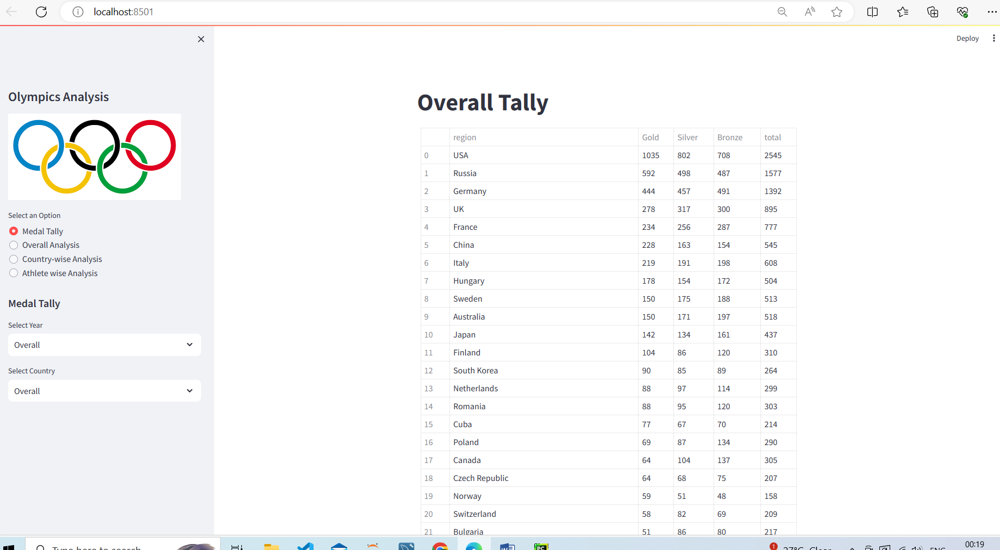 localhost:8501
Deploy
Olympics Analysis
Select an Option
Medal Tally
Overall Analysis
Country-wise Analysis
Athlete wise Analysis
Medal Tally
Select Year
Overall
Select Country
Overall
Overall Tally
region Gold Silver Bronze total
0 USA 1035 802 708 2545
1 Russia 592 498 487 1577
2 Germany 444 457 491 1392
3 UK 278 317 300 895
4 France 234 256 287 777
5 China 228 163 154 545
6 Italy 219 191 198 608
7 Hungary 178 154 172 504
8 Sweden 150 175 188 513
9 Australia 150 171 197 518
10 Japan 142 134 161 437
11 Finland 104 86 120 310
12 South Korea 90 85 89 264
13 Netherlands 88 97 114 299
14 Romania 88 95 120 303
15 Cuba 77 67 70 214
16 Poland 69 87 134 290
17 Canada 64 104 137 305
18 Czech Republic 64 68 75 207
19 Norway 59 51 48 158
20 Switzerland 58 82 69 209
21 Bulgaria 51 86 80 217
Type here to search
1
27°C Clear
ENG
00:19